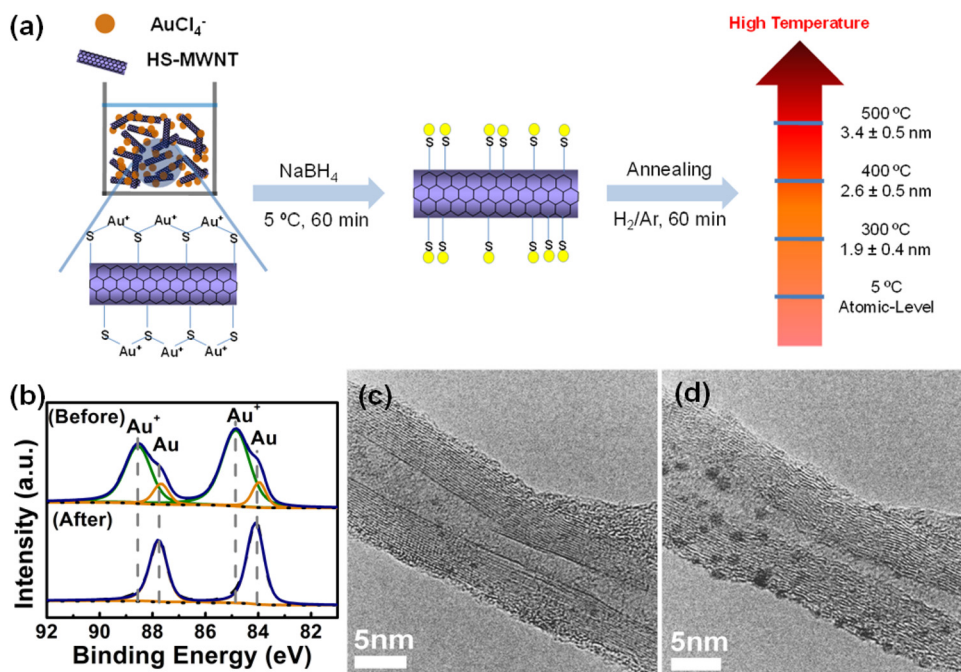 (a)
AuCl₄⁻
HS-MWNT
Au⁺ Au⁺ Au⁺
S S S S
S S S S
Au⁺ Au⁺ Au⁺
NaBH₄
5 ºC, 60 min
S S S S S S
S S S S S S
Annealing
H₂/Ar, 60 min
High Temperature
500 ºC
3.4 ± 0.5 nm
400 ºC
2.6 ± 0.5 nm
300 ºC
1.9 ± 0.4 nm
5 ºC
Atomic-Level
(b)
(Before)
Au⁺ Au Au⁺ Au
(After)
Intensity (a.u.)
92 90 88 86 84 82
Binding Energy (eV)
(c)
5nm
(d)
5nm